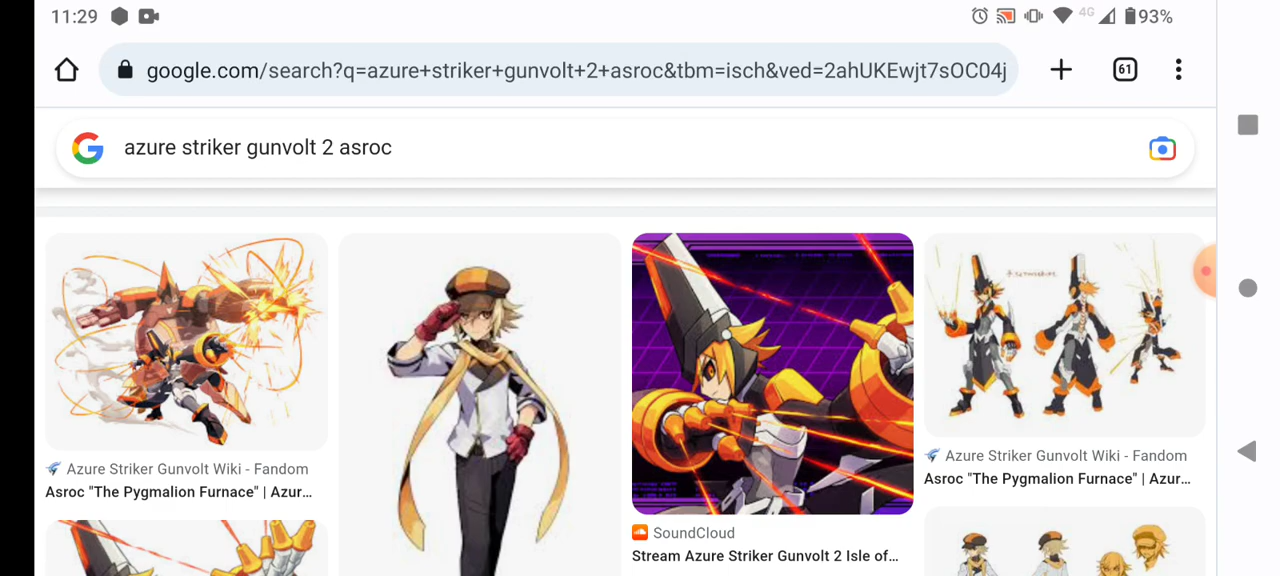 11:29
4G
93%
google.com/search?q=azure+striker+gunvolt+2+asroc&tbm=isch&ved=2ahUKEwjt7sOC04j
61
azure striker gunvolt 2 asroc
Azure Striker Gunvolt Wiki - Fandom
Asroc "The Pygmalion Furnace" | Azur...
SoundCloud
Stream Azure Striker Gunvolt 2 Isle of...
Azure Striker Gunvolt Wiki - Fandom
Asroc "The Pygmalion Furnace" | Azur...